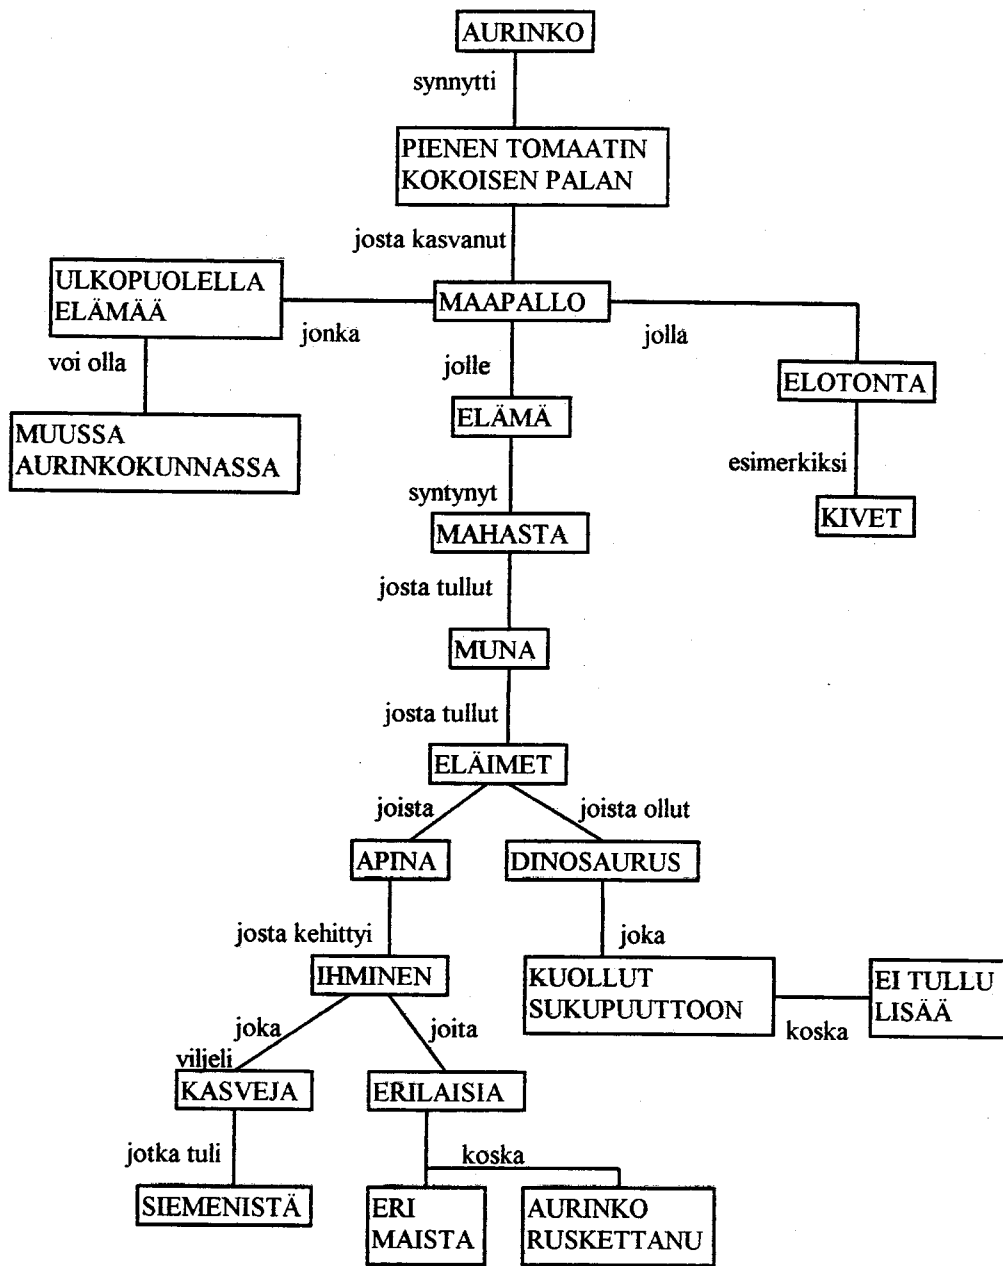 AURINKO
synnytti
PIENEN TOMAATIN
KOKOISEN PALAN
josta kasvanut
ULKOPUOLELLA
ELÄMÄÄ
MAAPALLO
jonka
jolla
voi olla
jolle
ELOTONTA
MUUSSA
AURINKOKUNNASSA
ELÄMÄ
esimerkiksi
syntynyt
KIVET
MAHASTA
josta tullut
MUNA
josta tullut
ELÄIMET
joista
joista ollut
APINA
DINOSAURUS
josta kehittyi
joka
IHMINEN
KUOLLUT
SUKUPUUTTOON
EI TULLU
LISÄÄ
koska
joka
joita
viljeli
KASVEJA
ERILAISIA
jotka tuli
koska
SIEMENISTÄ
ERI
MAISTA
AURINKO
RUSKETTANU